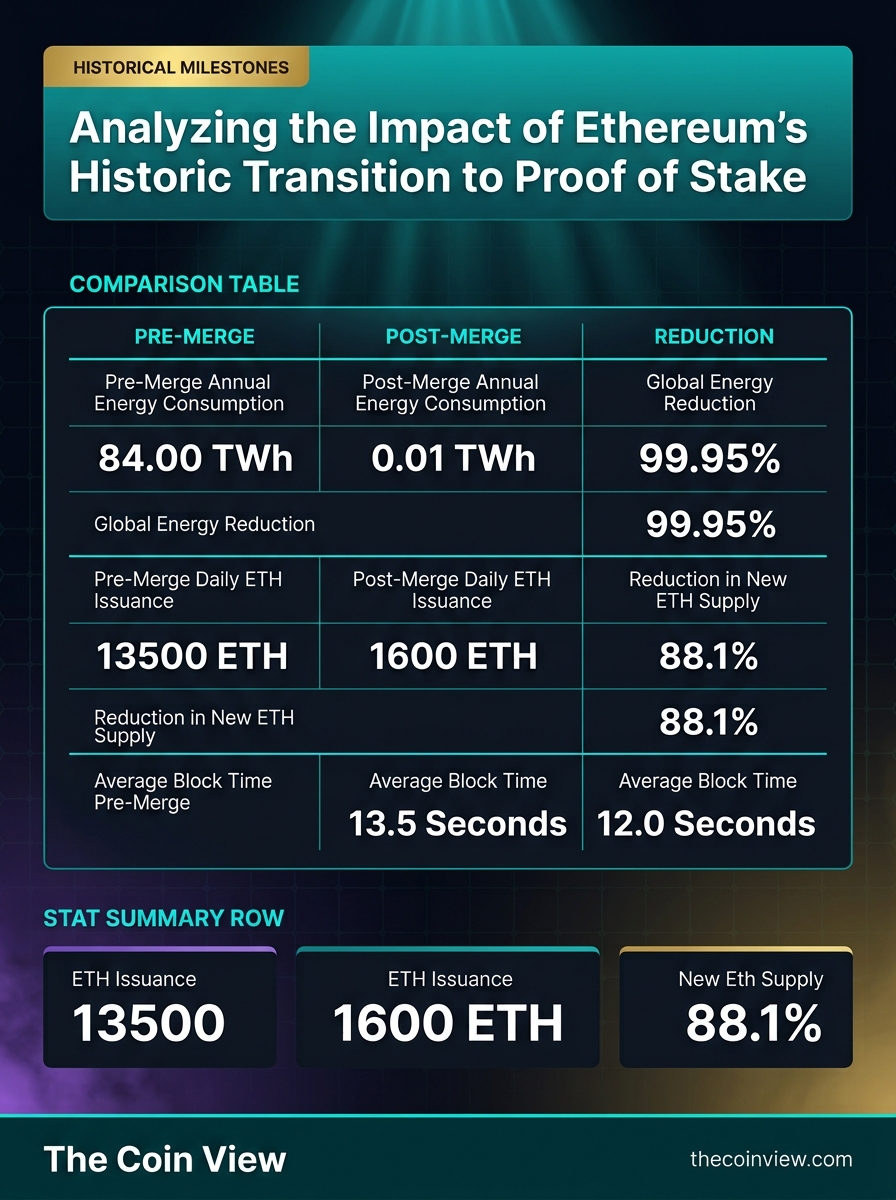 HISTORICAL MILESTONES
Analyzing the Impact of Ethereum’s
Historic Transition to Proof of Stake
COMPARISON TABLE
PRE-MERGE
POST-MERGE
REDUCTION
Pre-Merge Annual
Energy Consumption
Post-Merge Annual
Energy Consumption
Global Energy
Reduction
84.00 TWh
0.01 TWh
99.95%
Global Energy Reduction
99.95%
Pre-Merge Daily ETH
Issuance
Post-Merge Daily ETH
Issuance
Reduction in New
ETH Supply
13500 ETH
1600 ETH
88.1%
Reduction in New ETH
Supply
88.1%
Average Block Time
Pre-Merge
Average Block Time
13.5 Seconds
Average Block Time
12.0 Seconds
STAT SUMMARY ROW
ETH Issuance
13500
ETH Issuance
1600 ETH
New Eth Supply
88.1%
The Coin View
thecoinview.com